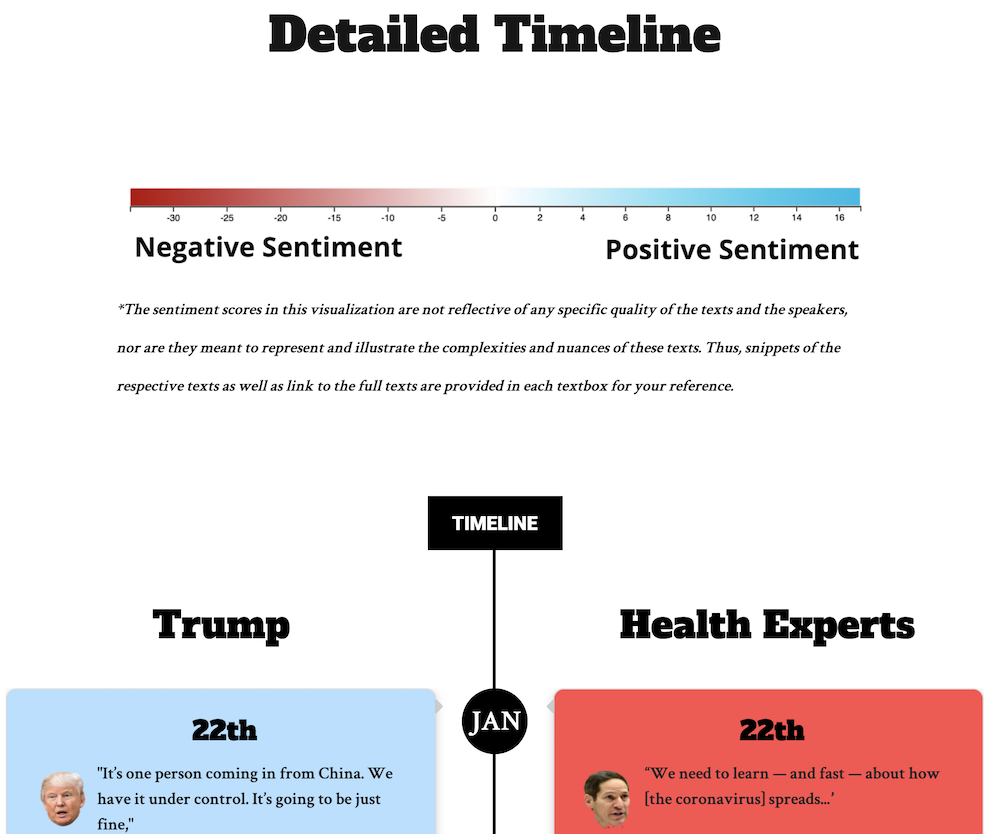 Detailed Timeline
-30 -25 -20 -15 -10 -5 0 2 4 6 8 10 12 14 16
Negative Sentiment Positive Sentiment
*The sentiment scores in this visualization are not reflective of any specific quality of the texts and the speakers,
nor are they meant to represent and illustrate the complexities and nuances of these texts. Thus, snippets of the
respective texts as well as link to the full texts are provided in each textbox for your reference.
TIMELINE
Trump
Health Experts
JAN
22th
"It's one person coming in from China. We
have it under control. It's going to be just
fine,"
22th
“We need to learn — and fast — about how
[the coronavirus] spreads...’